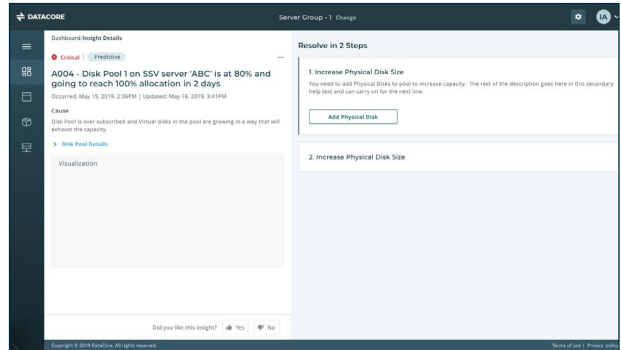 DATACORE
Server Group - 1 Change
IA
Dashboard/Insight Details
Critical | Predictive
A004 - Disk Pool 1 on SSV server 'ABC' is at 80% and
going to reach 100% allocation in 2 days
Occurred: May 15, 2019, 2:36PM | Updated: May 16, 2019, 3:41PM
Cause
Disk Pool is over subscribed and Virtual disks in the pool are growing in a way that will
exhaust the capacity.
Disk Pool Details
Visualization
Did you like this insight? Yes No
Resolve in 2 Steps
1. Increase Physical Disk Size
You need to add Physical Disks to pool to increase capacity. The rest of the description goes here in this secondary
help text and can carry on for the next line.
Add Physical Disk
2. Increase Physical Disk Size
Copyright © 2019 DataCore. All rights reserved.
Terms of use | Privacy policy